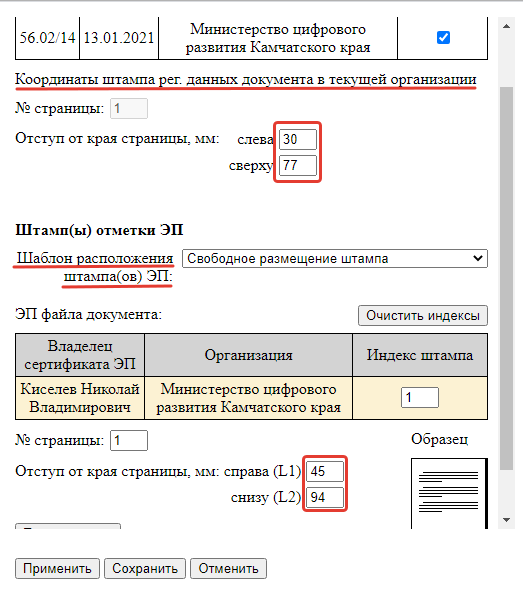 56.02/14 13.01.2021 Министерство цифрового
развития Камчатского края
Координаты штампа рег. данных документа в текущей организации
№ страницы: 1
Отступ от края страницы, мм: слева 30
сверху 77
Штамп(ы) отметки ЭП
Шаблон расположения Свободное размещение штампа
штампа(ов) ЭП:
ЭП файла документа: Очистить индексы
Владелец
сертификата ЭП Организация Индекс штампа
Киселев Николай Министерство цифрового
Владимирович развития Камчатского края 1
№ страницы: 1 Образец
Отступ от края страницы, мм: справа (L1) 45
снизу (L2) 94
Применить Сохранить Отменить